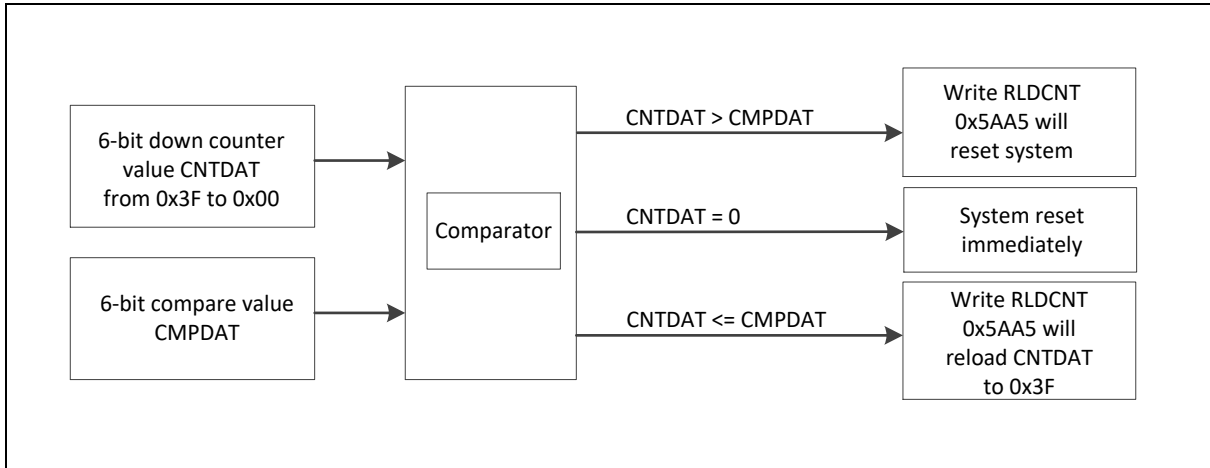 6-bit down counter
value CNTDAT
from 0x3F to 0x00
6-bit compare value
CMPDAT
Comparator
CNTDAT > CMPDAT
CNTDAT = 0
CNTDAT <= CMPDAT
Write RLDCNT
0x5AA5 will
reset system
System reset
immediately
Write RLDCNT
0x5AA5 will
reload CNTDAT
to 0x3F